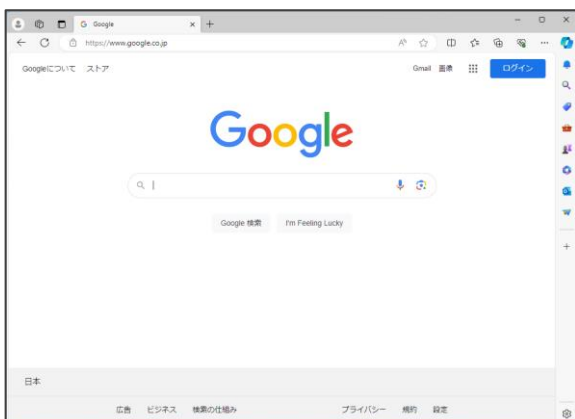 Google
https://www.google.co.jp
Googleについて ストア Gmail 画像 ログイン
Google
Google 検索 I'm Feeling Lucky
日本
広告 ビジネス 検索の仕組み プライバシー 規約 設定